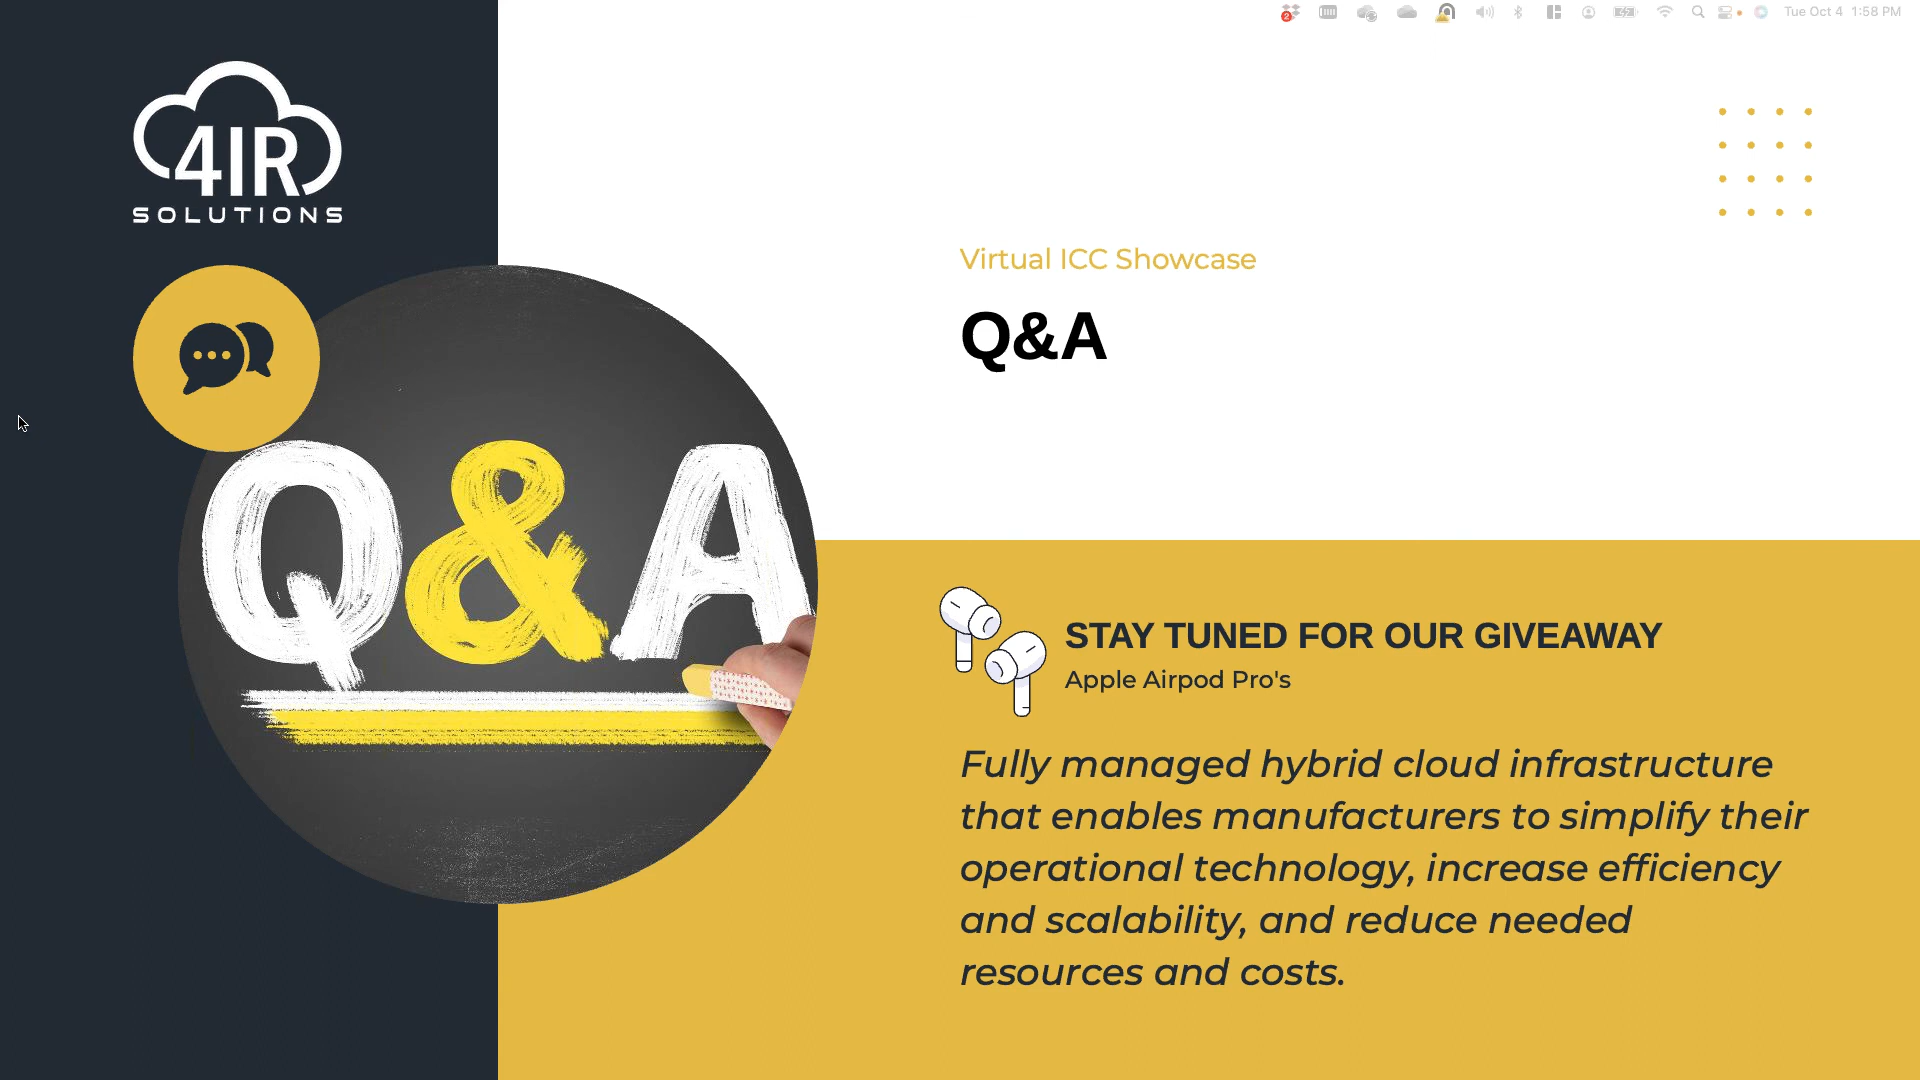 2
Tue Oct 4 1:58 PM
4IR
SOLUTIONS
Virtual ICC Showcase
Q&A
Q&A
STAY TUNED FOR OUR GIVEAWAY
Apple Airpod Pro's
Fully managed hybrid cloud infrastructure
that enables manufacturers to simplify their
operational technology, increase efficiency
and scalability, and reduce needed
resources and costs.